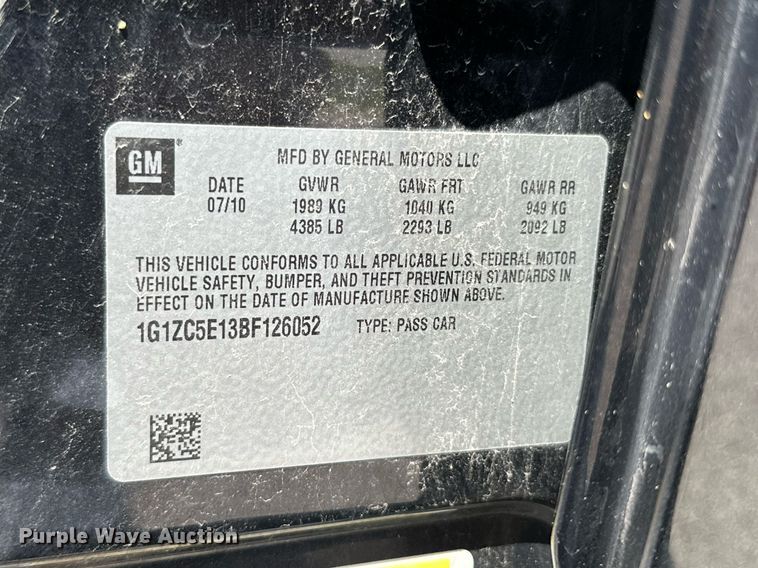 GM ®
MFD BY GENERAL MOTORS LLC
DATE GVWR GAWR FRT GAWR RR
07/10 1989 KG 1040 KG 949 KG
4385 LB 2293 LB 2092 LB
THIS VEHICLE CONFORMS TO ALL APPLICABLE U.S. FEDERAL MOTOR
VEHICLE SAFETY, BUMPER, AND THEFT PREVENTION STANDARDS IN
EFFECT ON THE DATE OF MANUFACTURE SHOWN ABOVE.
1G1ZC5E13BF126052 TYPE: PASS CAR
Purple Wave Auction